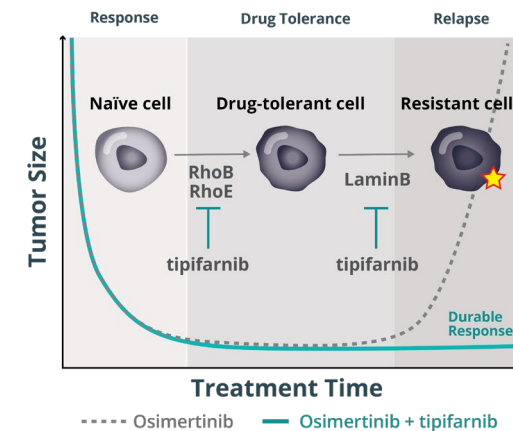 Response Drug Tolerance Relapse
Naïve cell Drug-tolerant cell Resistant cell
RhoB
RhoE
LaminB
tipifarnib tipifarnib
Tumor Size
Durable
Response
Treatment Time
Osimertinib Osimertinib + tipifarnib